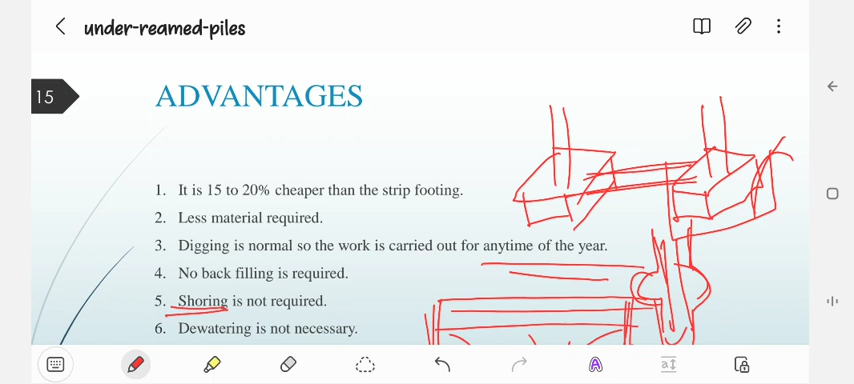 under-reamed-piles
15
ADVANTAGES
1. It is 15 to 20% cheaper than the strip footing.
2. Less material required.
3. Digging is normal so the work is carried out for anytime of the year.
4. No back filling is required.
5. Shoring is not required.
6. Dewatering is not necessary.